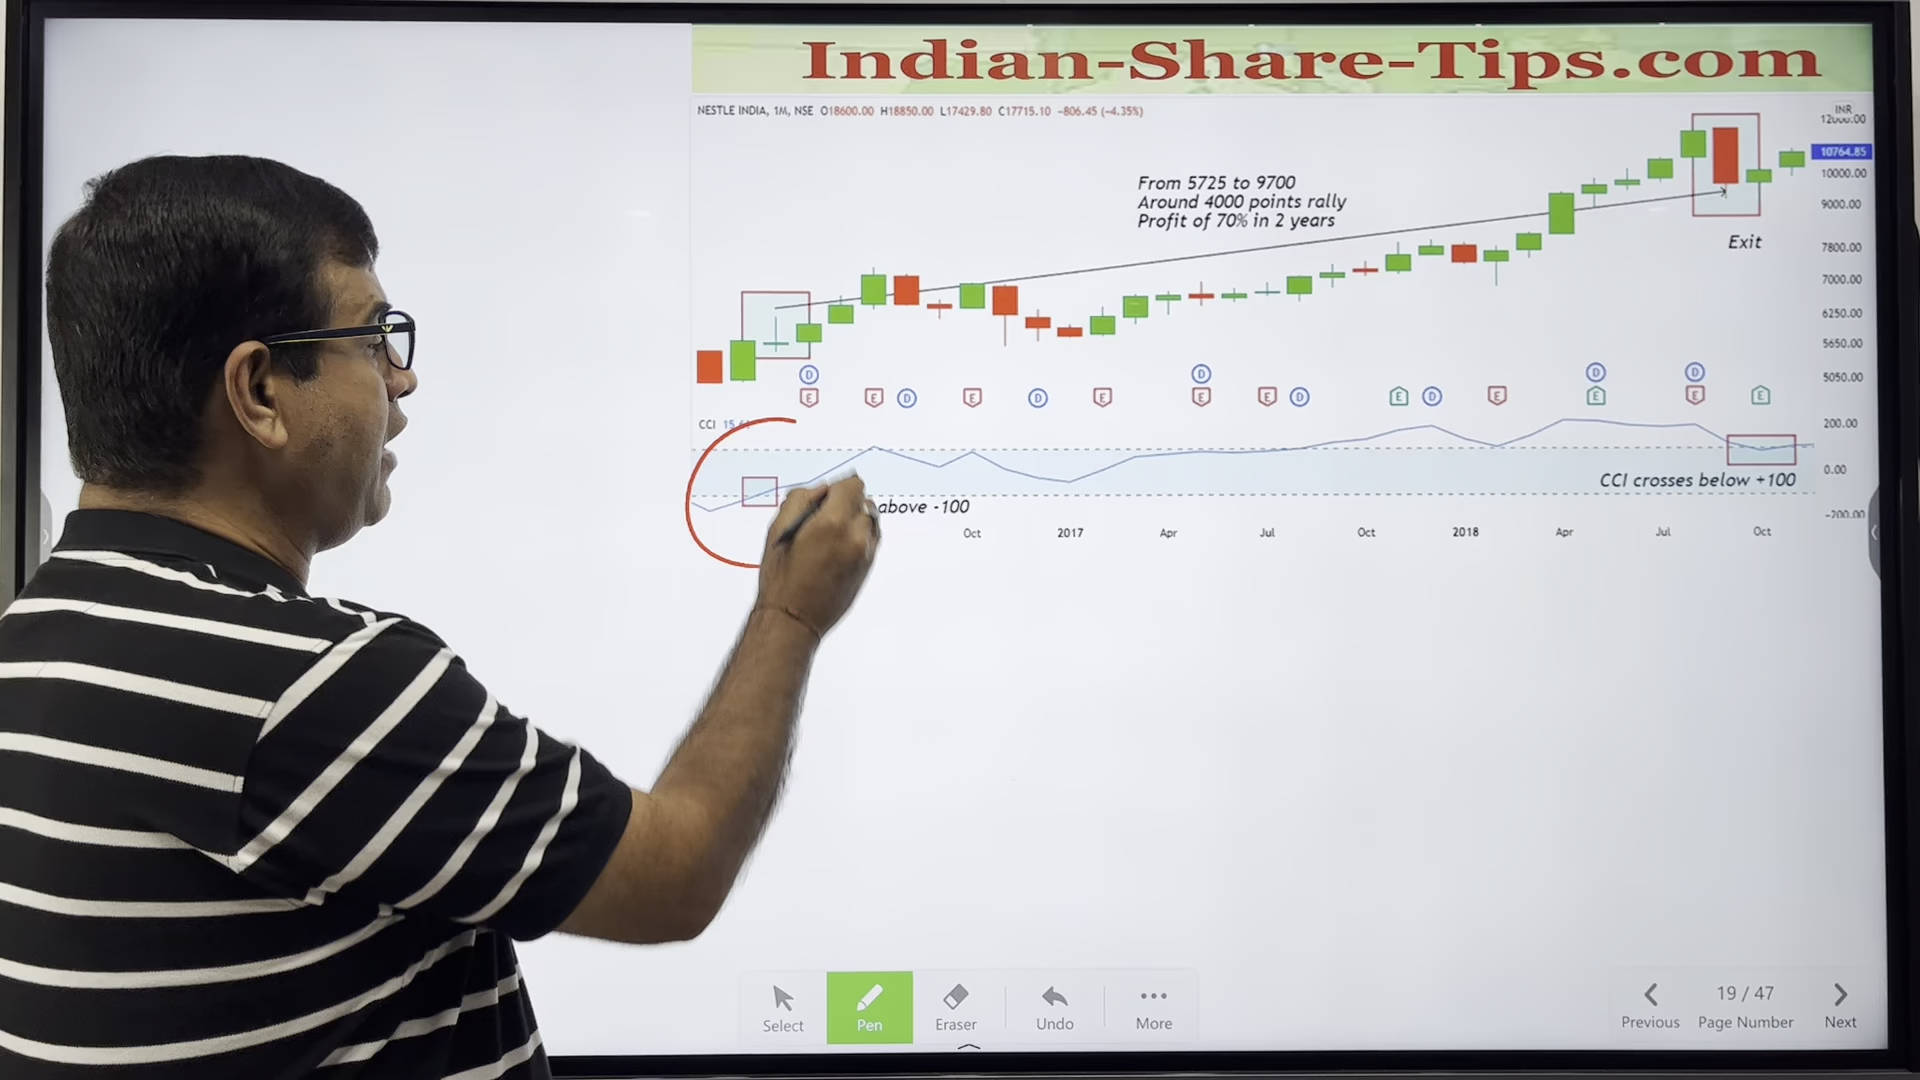 Indian-Share-Tips.com
NESTLE INDIA, 1M, NSE O18600.00 H18850.00 L17429.80 C17715.10 -806.45 (-4.35%)
INR
12000.00
10764.85
10000.00
9000.00
7800.00
7000.00
6250.00
5650.00
5050.00
From 5725 to 9700
Around 4000 points rally
Profit of 70% in 2 years
Exit
D D D D D D D
E E E E E E E E E E
CCI
200.00
0.00
-200.00
above -100
CCI crosses below +100
Oct 2017 Apr Jul Oct 2018 Apr Jul Oct
Select Pen Eraser Undo More
19 / 47
Previous Page Number Next